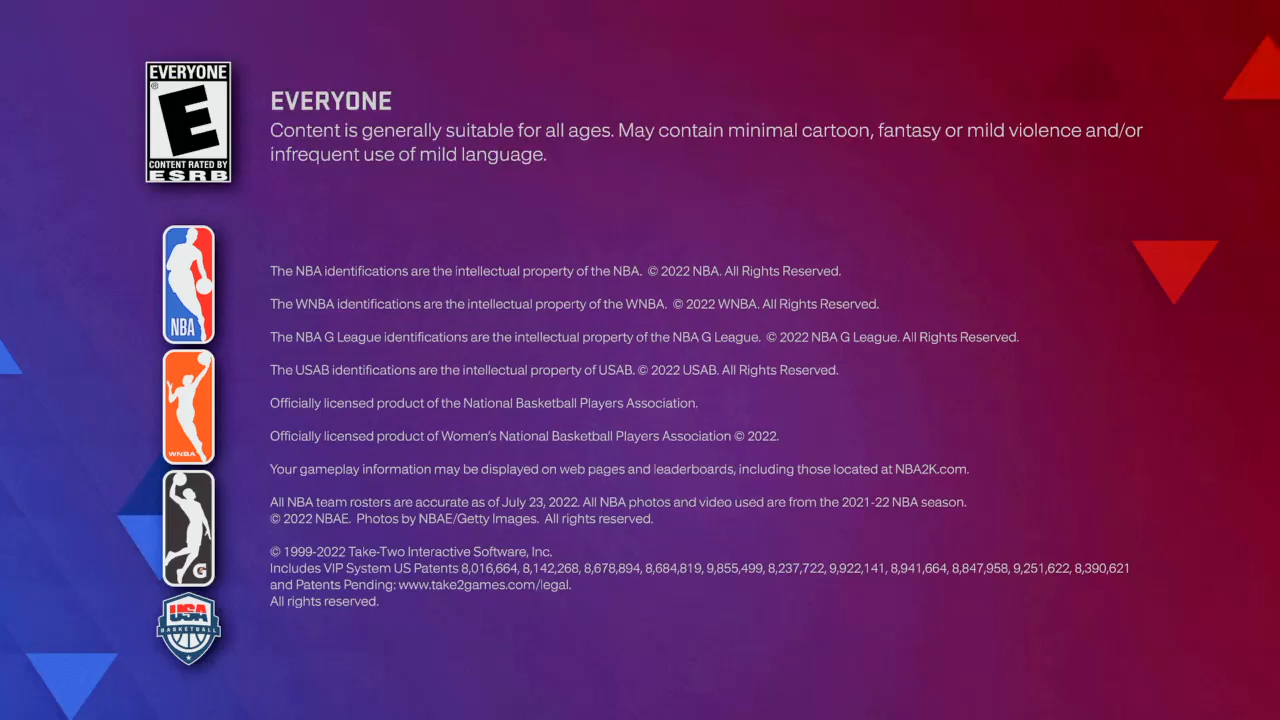 EVERYONE
E
®
CONTENT RATED BY
ESRB
EVERYONE
Content is generally suitable for all ages. May contain minimal cartoon, fantasy or mild violence and/or
infrequent use of mild language.
NBA
WNBA
G
USA
BASKETBALL
The NBA identifications are the intellectual property of the NBA. © 2022 NBA. All Rights Reserved.
The WNBA identifications are the intellectual property of the WNBA. © 2022 WNBA. All Rights Reserved.
The NBA G League identifications are the intellectual property of the NBA G League. © 2022 NBA G League. All Rights Reserved.
The USAB identifications are the intellectual property of USAB. © 2022 USAB. All Rights Reserved.
Officially licensed product of the National Basketball Players Association.
Officially licensed product of Women's National Basketball Players Association © 2022.
Your gameplay information may be displayed on web pages and leaderboards, including those located at NBA2K.com.
All NBA team rosters are accurate as of July 23, 2022. All NBA photos and video used are from the 2021-22 NBA season.
© 2022 NBAE. Photos by NBAE/Getty Images. All rights reserved.
© 1999-2022 Take-Two Interactive Software, Inc.
Includes VIP System US Patents 8,016,664, 8,142,268, 8,678,894, 8,684,819, 9,855,499, 8,237,722, 9,922,141, 8,941,664, 8,847,958, 9,251,622, 8,390,621
and Patents Pending: www.take2games.com/legal.
All rights reserved.